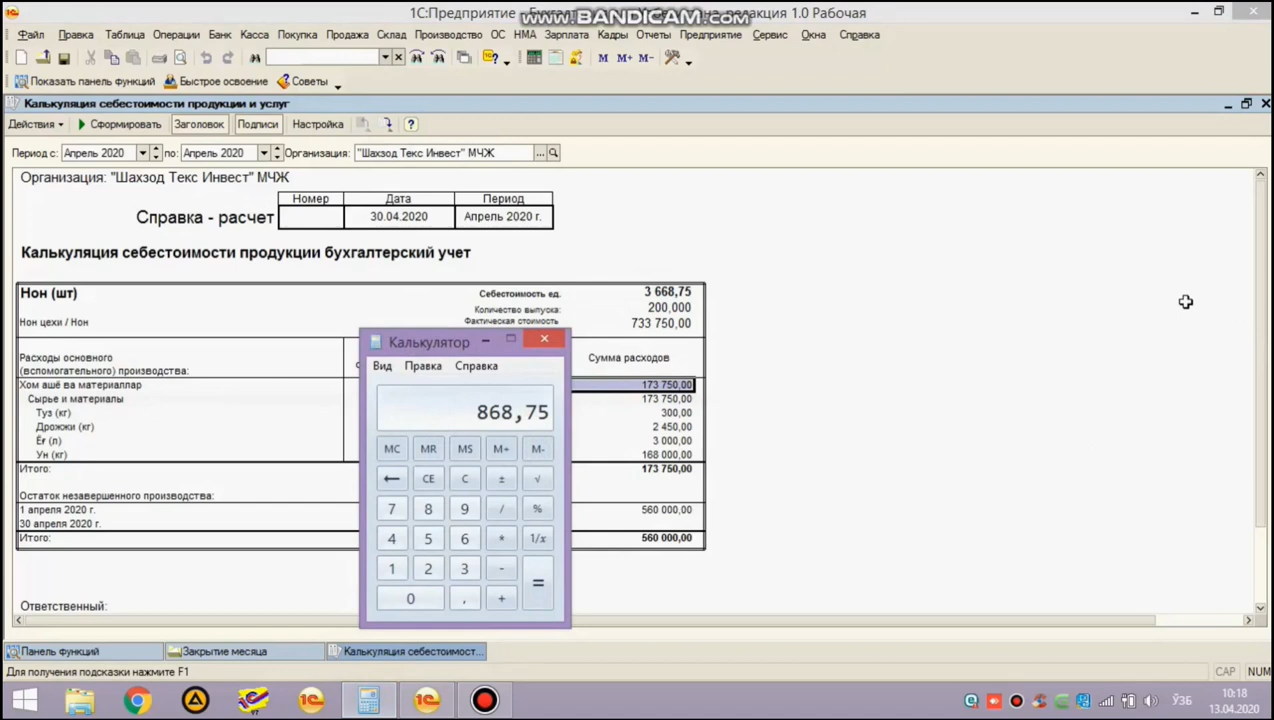 1С:Предприятие - Бухгалтер
www.BANDICAM.com
на, редакция 1.0 Рабочая
Файл Правка Таблица Операции Банк Касса Покупка Продажа Склад Производство ОС НМА Зарплата Кадры Отчеты Предприятие Сервис Окна Справка
M M+ M-
Показать панель функций Быстрое освоение Советы
Калькуляция себестоимости продукции и услуг
Действия Сформировать Заголовок Подписи Настройка
Период с: Апрель 2020 по: Апрель 2020 Организация: "Шахзод Текс Инвест" МЧЖ ...
Организация: "Шахзод Текс Инвест" МЧЖ
Номер Дата Период
Справка - расчет 30.04.2020 Апрель 2020 г.
Калькуляция себестоимости продукции бухгалтерский учет
Нон (шт) Себестоимость ед. 3 668,75
Количество выпуска: 200,000
Нон цехи / Нон Фактическая стоимость 733 750,00
Расходы основного
(вспомогательного) производства:
Сумма расходов
Хом ашё ва материаллар 173 750,00
Сырье и материалы 173 750,00
Туз (кг) 300,00
Дрожжи (кг) 2 450,00
Ёғ (л) 3 000,00
Ун (кг) 168 000,00
Итого: 173 750,00
Остаток незавершенного производства:
1 апреля 2020 г. 560 000,00
30 апреля 2020 г.
Итого: 560 000,00
Ответственный:
Калькулятор
Вид Правка Справка
868,75
MC MR MS M+ M-
← CE C ± √
7 8 9 / %
4 5 6 * 1/x
1 2 3 - =
0 , +
Панель функций Закрытие месяца Калькуляция себестоимост...
Для получения подсказки нажмите F1 CAP NUM
ЎЗБ 10:18
13.04.2020